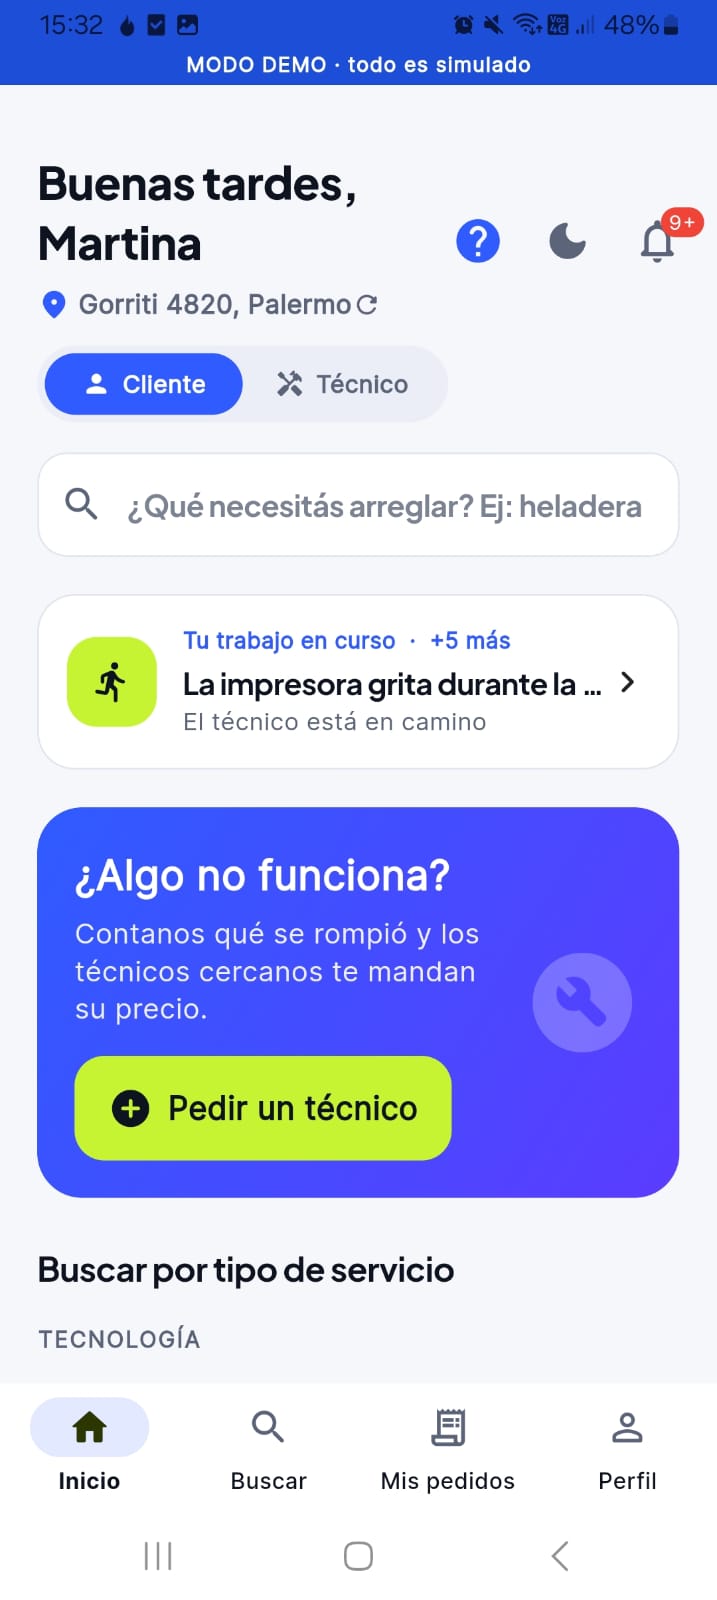 15:32
Voz 4G
48%
MODO DEMO · todo es simulado
Buenas tardes,
Martina
9+
Gorriti 4820, Palermo
Cliente
Técnico
¿Qué necesitás arreglar? Ej: heladera
Tu trabajo en curso · +5 más
La impresora grita durante la ...
El técnico está en camino
¿Algo no funciona?
Contanos qué se rompió y los
técnicos cercanos te mandan
su precio.
Pedir un técnico
Buscar por tipo de servicio
TECNOLOGÍA
Inicio
Buscar
Mis pedidos
Perfil